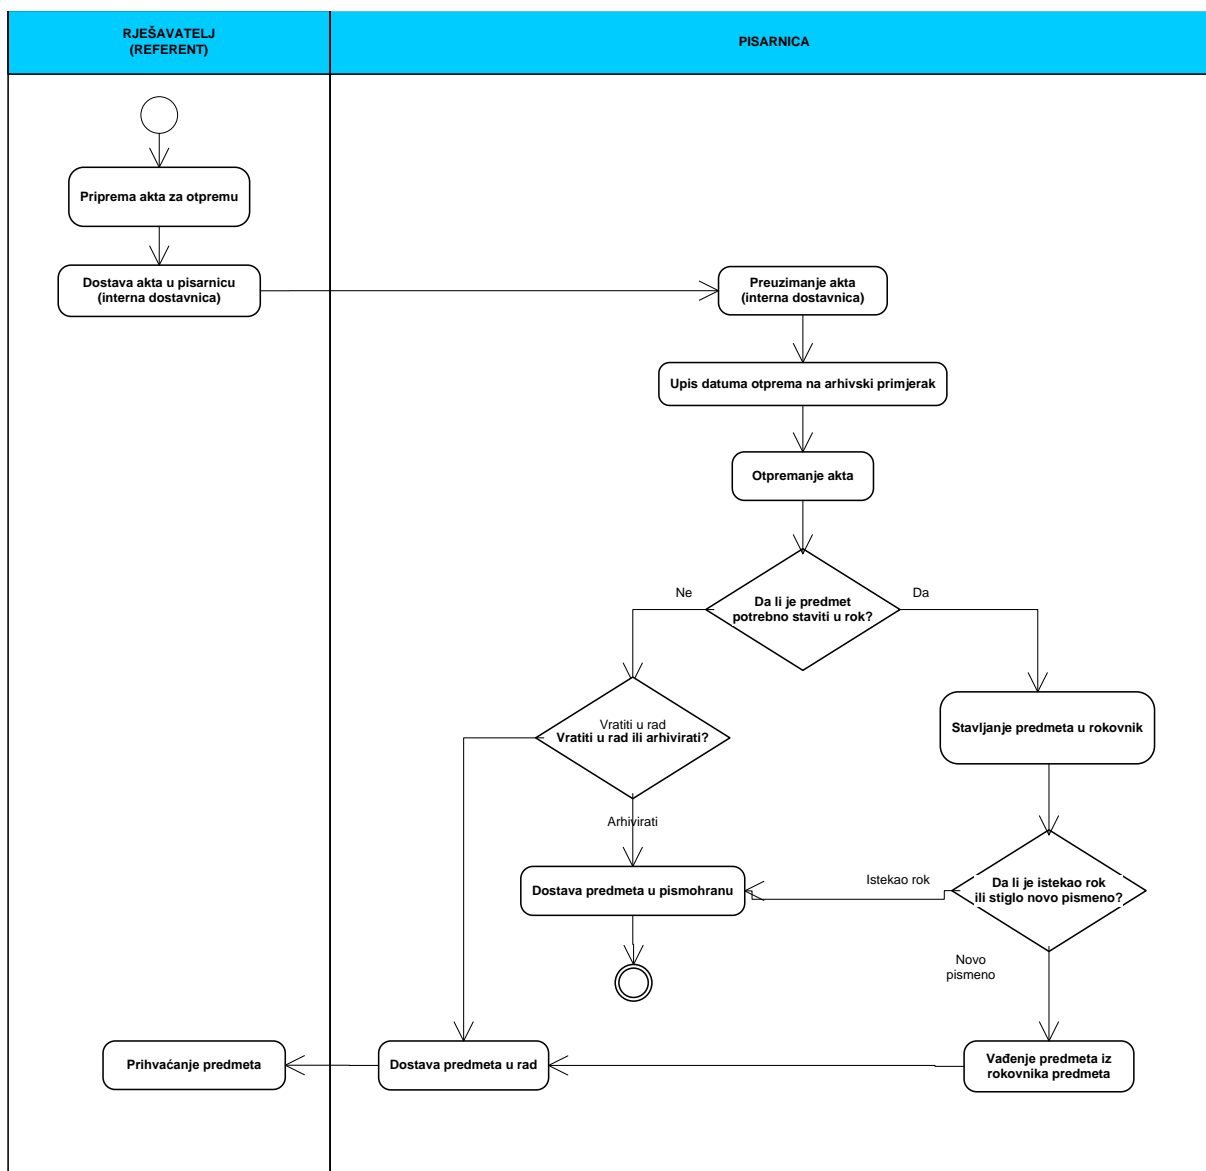 RJEŠAVATELJ
(REFERENT)
PISARNICA
Priprema akta za otpremu
Dostava akta u pisarnicu
(interna dostavnica)
Preuzimanje akta
(interna dostavnica)
Upis datuma otprema na arhivski primjerak
Otpremanje akta
Ne
Da
Da li je predmet
potrebno staviti u rok?
Vratiti u rad
Vratiti u rad ili arhivirati?
Stavljanje predmeta u rokovnik
Arhivirati
Dostava predmeta u pismohranu
Istekao rok
Da li je istekao rok
ili stiglo novo pismeno?
Novo
pismeno
Prihvaćanje predmeta
Dostava predmeta u rad
Vađenje predmeta iz
rokovnika predmeta